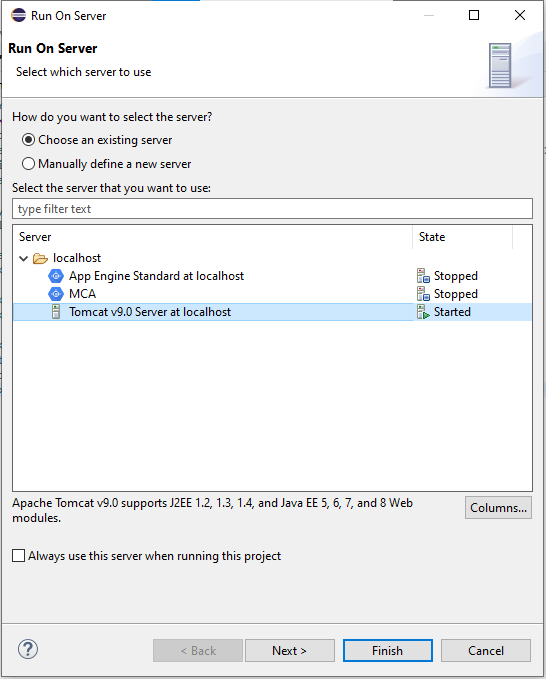 Run On Server
Run On Server
Select which server to use
How do you want to select the server?
Choose an existing server
Manually define a new server
Select the server that you want to use:
type filter text
Server State
localhost
App Engine Standard at localhost Stopped
MCA Stopped
Tomcat v9.0 Server at localhost Started
Apache Tomcat v9.0 supports J2EE 1.2, 1.3, 1.4, and Java EE 5, 6, 7, and 8 Web
modules.
Columns...
Always use this server when running this project
? < Back Next > Finish Cancel